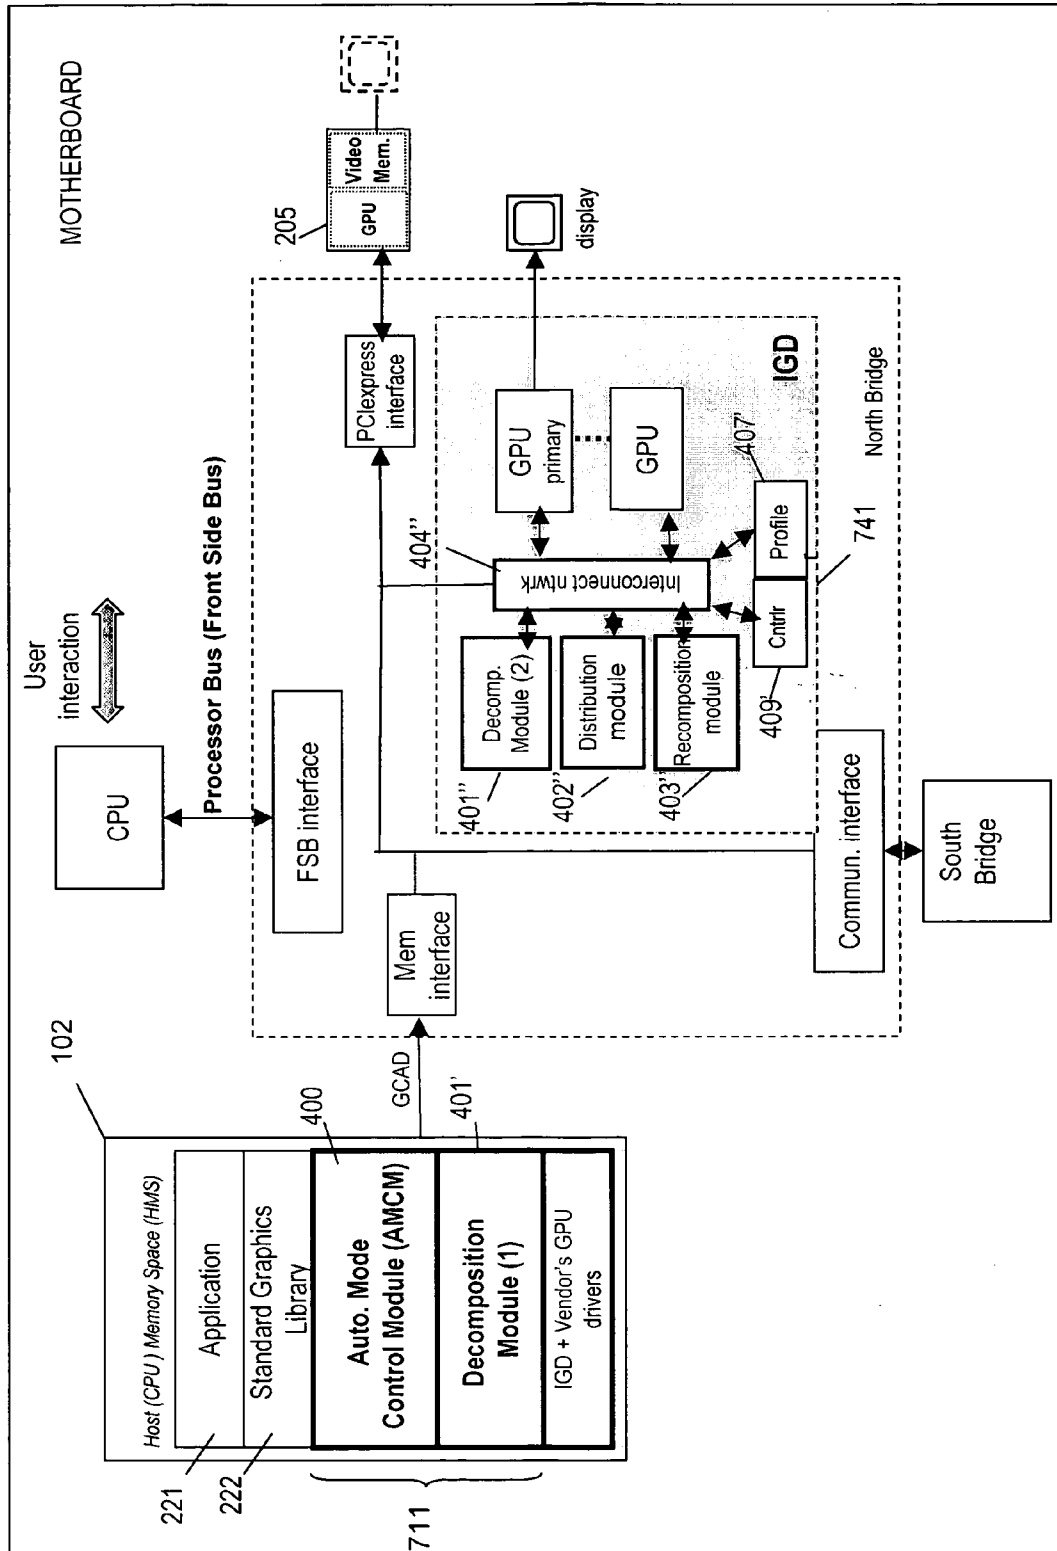 MOTHERBOARD
User
interaction
CPU
Processor Bus (Front Side Bus)
FSB interface
102
Host (CPU) Memory Space (HMS)
221
Application
222
Standard Graphics
Library
711
400
Auto. Mode
Control Module (AMCM)
401'
Decomposition
Module (1)
IGD + Vendor's GPU
drivers
GCAD
Mem
interface
PCIexpress
interface
205
GPU
Video
Mem.
display
404''
Interconnect ntwrk
GPU
primary
GPU
IGD
401''
Decomp.
Module (2)
402''
Distribution
module
403''
Recomposition
module
409'
Cntrlr
Profile
407'
741
North Bridge
Commun. interface
South
Bridge